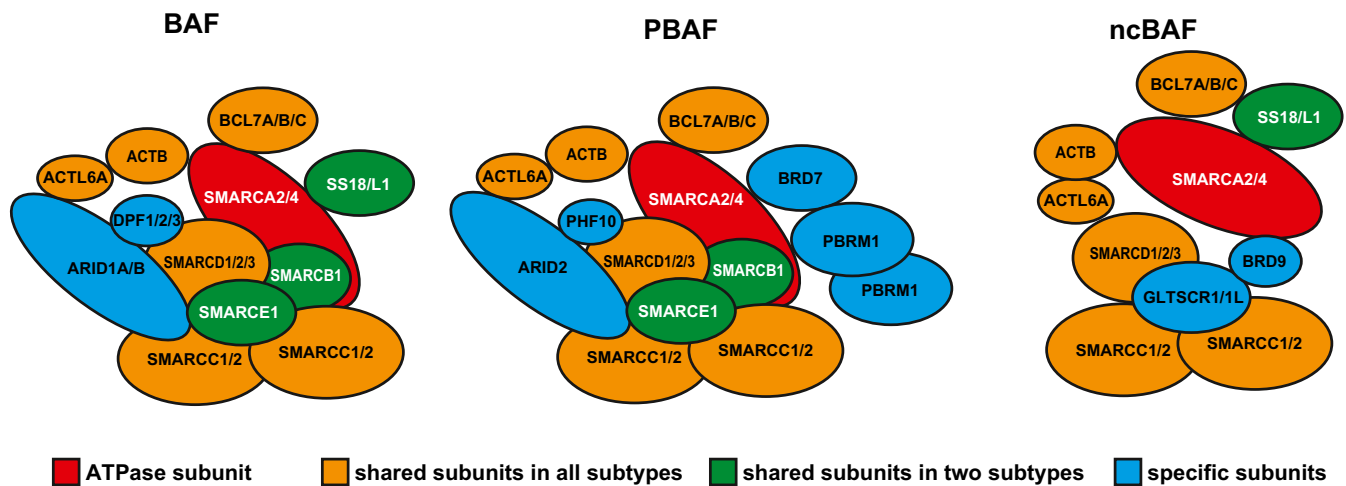 BAF
BCL7A/B/C
ACTB
ACTL6A
SS18/L1
SMARCA2/4
DPF1/2/3
ARID1A/B
SMARCD1/2/3
SMARCB1
SMARCE1
SMARCC1/2
SMARCC1/2
PBAF
BCL7A/B/C
ACTB
ACTL6A
BRD7
SMARCA2/4
PHF10
PBRM1
ARID2
SMARCD1/2/3
SMARCB1
PBRM1
SMARCE1
SMARCC1/2
SMARCC1/2
ncBAF
BCL7A/B/C
SS18/L1
ACTB
SMARCA2/4
ACTL6A
SMARCD1/2/3
BRD9
GLTSCR1/1L
SMARCC1/2
SMARCC1/2
ATPase subunit
shared subunits in all subtypes
shared subunits in two subtypes
specific subunits